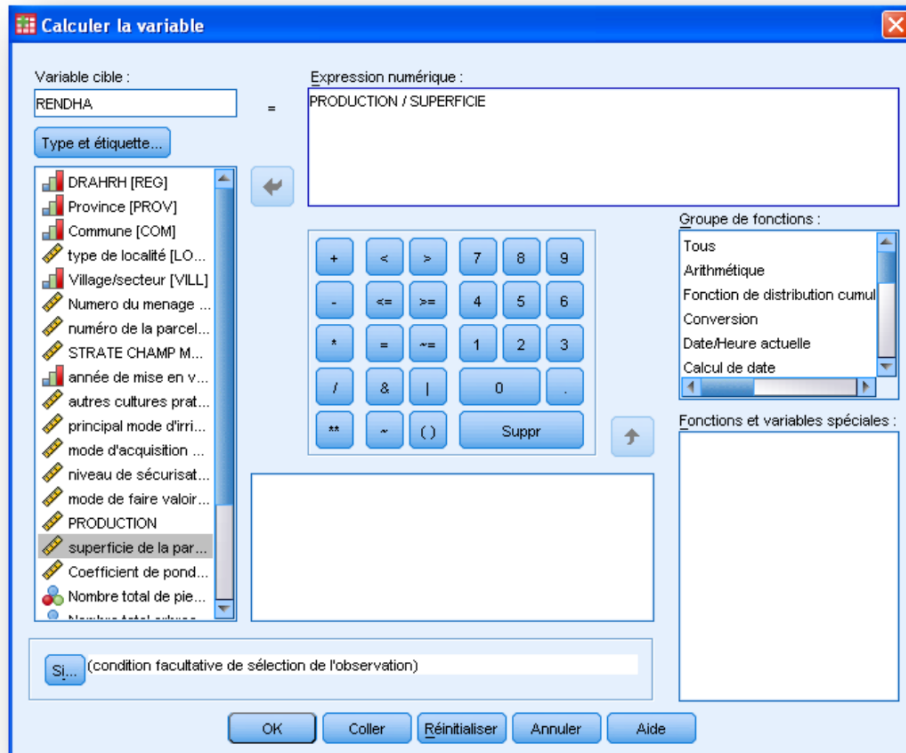 Calculer la variable
Variable cible :
RENDHA
=
Expression numérique :
PRODUCTION / SUPERFICIE
Type et étiquette...
DRAHRH [REG]
Province [PROV]
Commune [COM]
type de localité [LO...
Village/secteur [VILL]
Numero du menage ...
numéro de la parcel...
STRATE CHAMP M...
année de mise en v...
autres cultures prat...
principal mode d'irri...
mode d'acquisition ...
niveau de sécurisat...
mode de faire valoir...
PRODUCTION
superficie de la par...
Coefficient de pond...
Nombre total de pie...
+ < > 7 8 9
- <= >= 4 5 6
* = ~= 1 2 3
/ & | 0 .
** ~ ( ) Suppr
Groupe de fonctions :
Tous
Arithmétique
Fonction de distribution cumul
Conversion
Date/Heure actuelle
Calcul de date
Fonctions et variables spéciales :
Si... (condition facultative de sélection de l'observation)
OK Coller Réinitialiser Annuler Aide